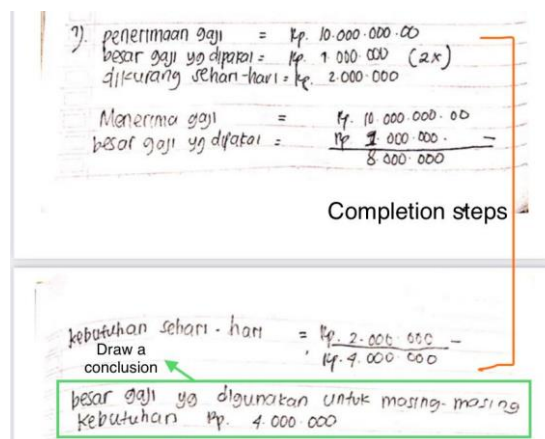 7). penerimaan gaji = Rp. 10.000.000.00
besar gaji yg dipakai = Rp. 1.000.000 (2x)
dikurang sehari-hari = Rp. 2.000.000
Menerima gaji = Rp. 10.000.000.00
besar gaji yg dipakai = Rp 1.000.000. -
8.000.000
Completion steps
kebutuhan sehari-hari = Rp. 2.000.000 -
Rp. 4.000.000
Draw a
conclusion
besar gaji yg digunakan untuk masing-masing
kebutuhan Rp. 4.000.000